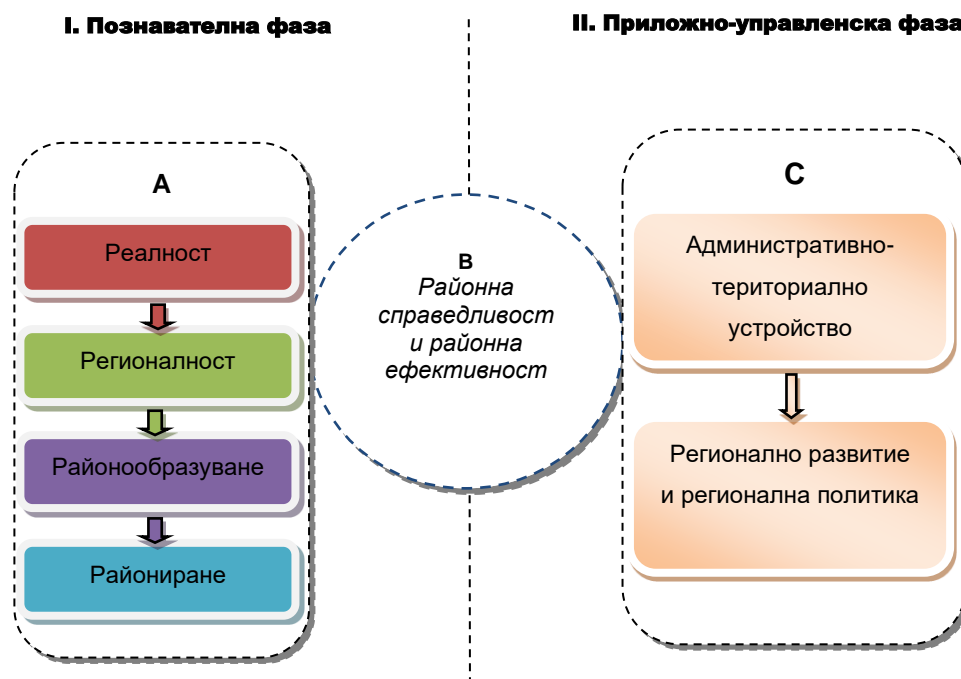 I. Познавателна фаза
II. Приложно-управленска фаза
A
Реалност
Регионалност
Районообразуване
Райониране
B
Районна
справедливост
и районна
ефективност
C
Административно-
териториално
устройство
Регионално развитие
и регионална политика